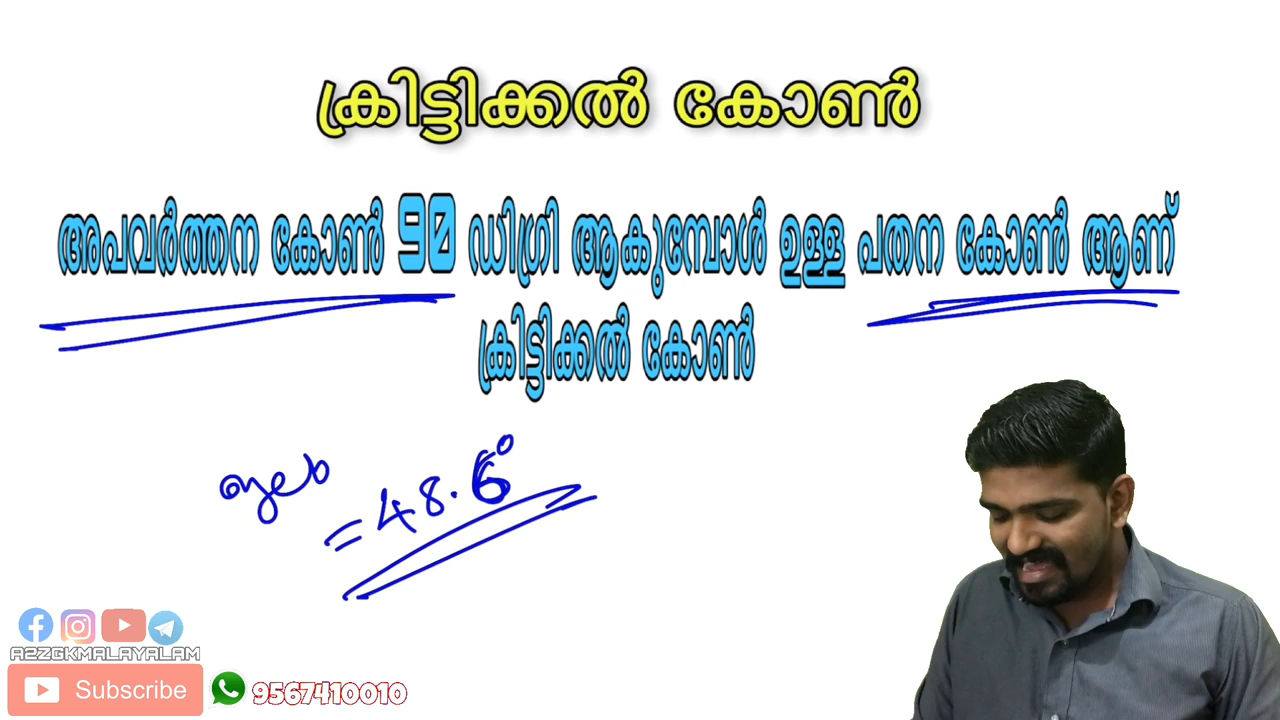 ക്രിട്ടിക്കൽ കോൺ
അപവർത്തന കോൺ 90 ഡിഗ്രി ആകുമ്പോൾ ഉള്ള പതന കോൺ ആണ്
ക്രിട്ടിക്കൽ കോൺ
ജലം
= 48.6°
A2ZGKMALAYALAM
Subscribe
9567410010